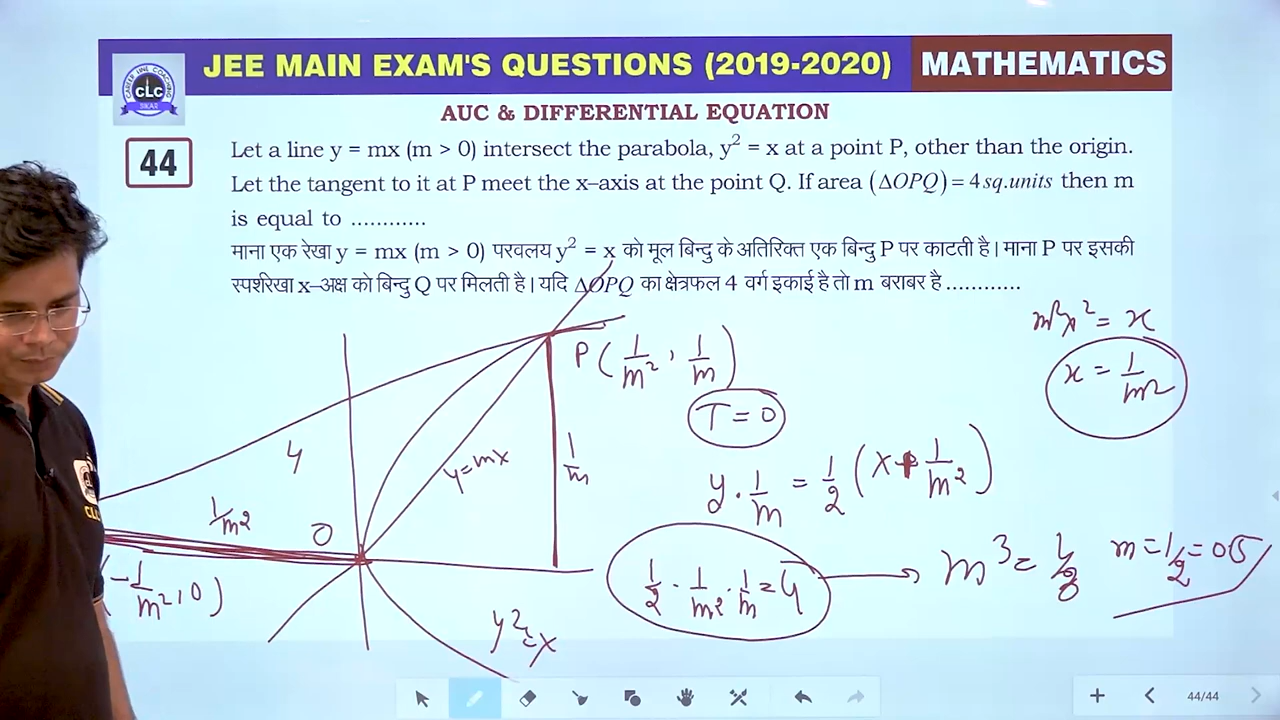 JEE MAIN EXAM'S QUESTIONS (2019-2020) MATHEMATICS
CAREER LINE COACHING
CLC
SIKAR
AUC & DIFFERENTIAL EQUATION
44
Let a line y = mx (m > 0) intersect the parabola, y² = x at a point P, other than the origin.
Let the tangent to it at P meet the x–axis at the point Q. If area (ΔOPQ) = 4 sq.units then m
is equal to ............
माना एक रेखा y = mx (m > 0) परवलय y² = x को मूल बिन्दु के अतिरिक्त एक बिन्दु P पर काटती है। माना P पर इसकी
स्पर्शरेखा x–अक्ष को बिन्दु Q पर मिलती है। यदि ΔOPQ का क्षेत्रफल 4 वर्ग इकाई है तो m बराबर है ............
m²x² = x
x = 1/m²
P (1/m², 1/m)
T = 0
4
y=mx
1/m
y · 1/m = 1/2 (x + 1/m²)
1/m²
O
(-1/m², 0)
1/2 · 1/m² · 1/m = 4
m³ = 1/8
m = 1/2 = 0.5
y² = x
44/44